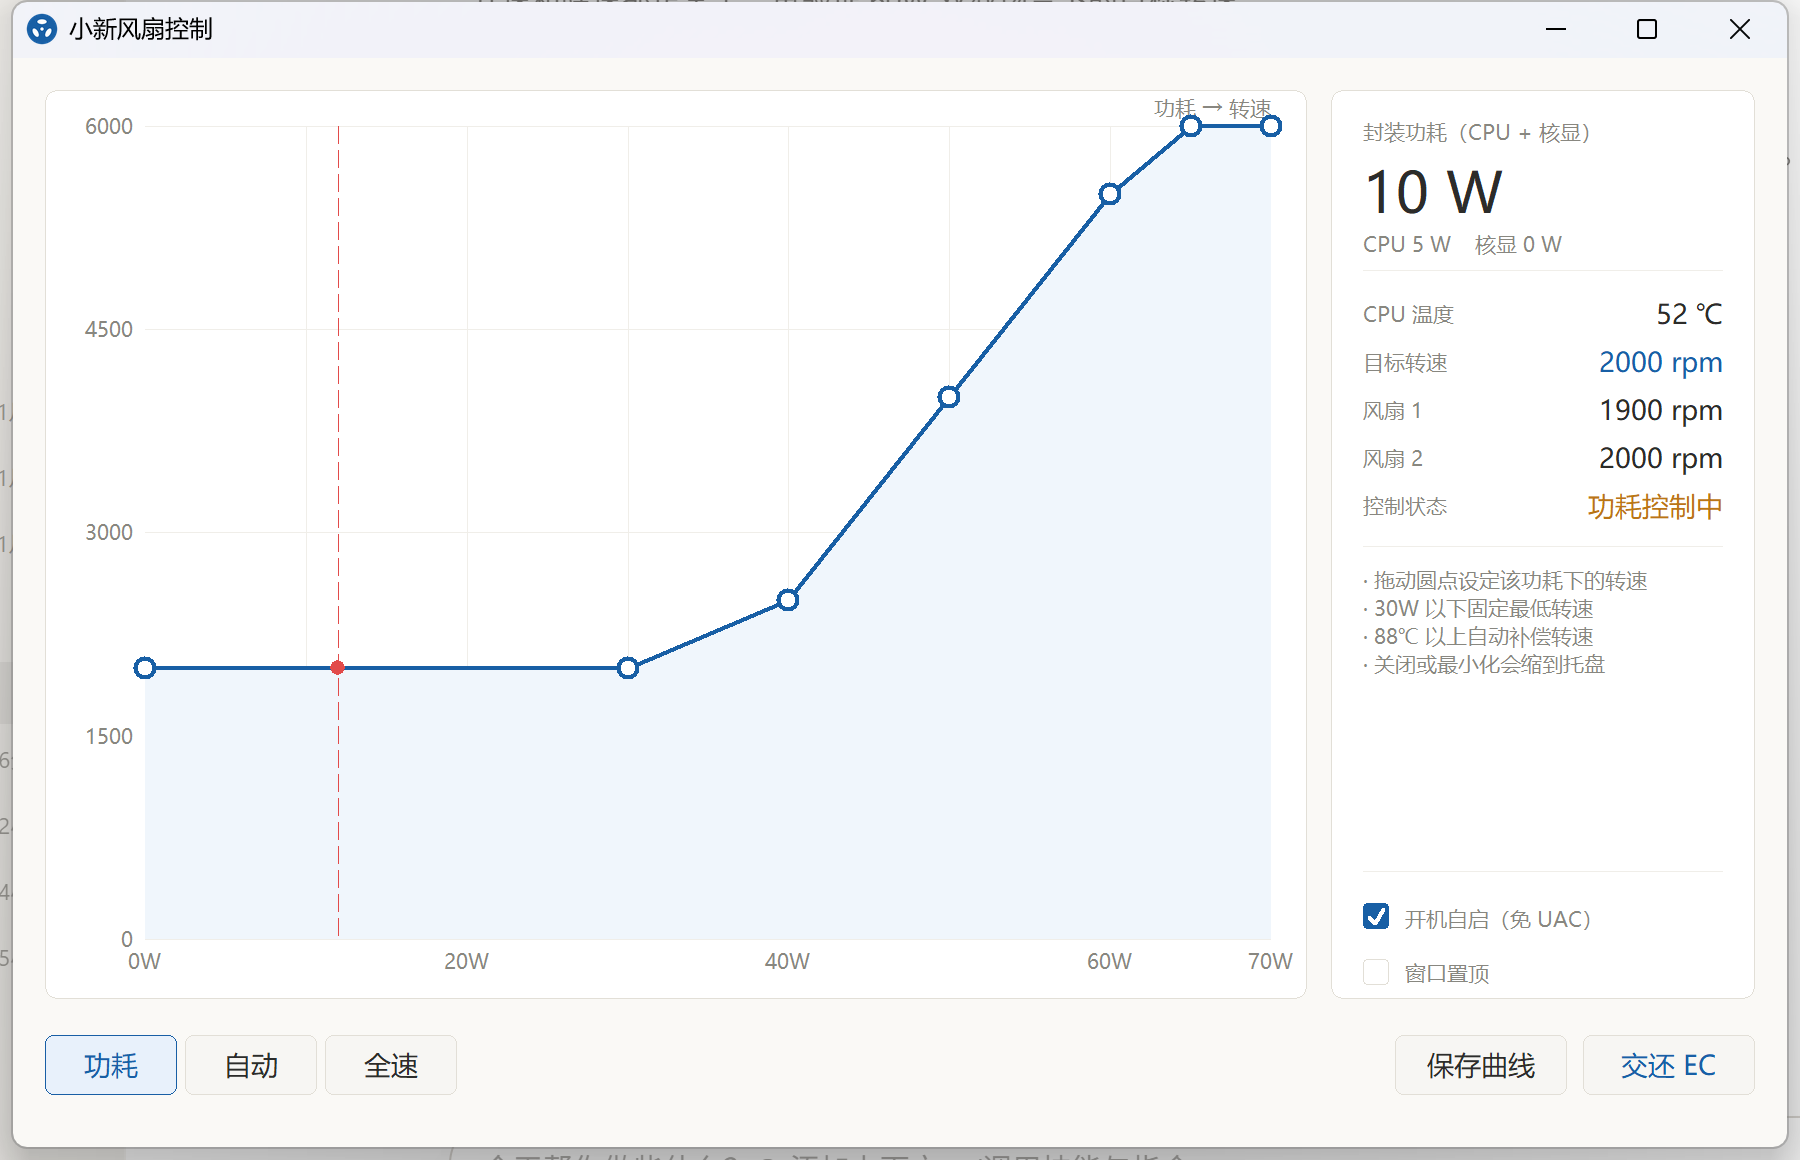 小新风扇控制
功耗 → 转速
6000
4500
3000
1500
0
0W
20W
40W
60W
70W
封装功耗（CPU + 核显）
10 W
CPU 5 W 核显 0 W
CPU 温度 52 ℃
目标转速 2000 rpm
风扇 1 1900 rpm
风扇 2 2000 rpm
控制状态 功耗控制中
· 拖动圆点设定该功耗下的转速
· 30W 以下固定最低转速
· 88℃ 以上自动补偿转速
· 关闭或最小化会缩到托盘
开机自启（免 UAC）
窗口置顶
功耗
自动
全速
保存曲线
交还 EC